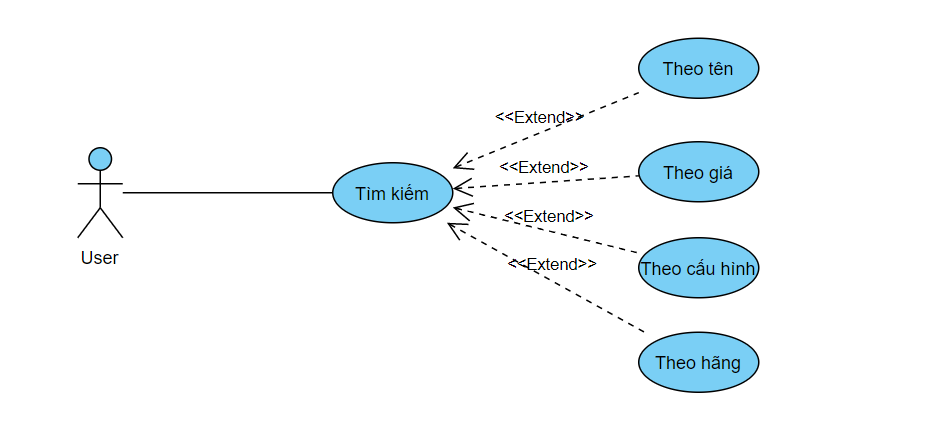 Theo tên
<<Extend>>
<<Extend>>
Theo giá
Tìm kiếm
<<Extend>>
User
<<Extend>>
Theo cấu hình
Theo hãng